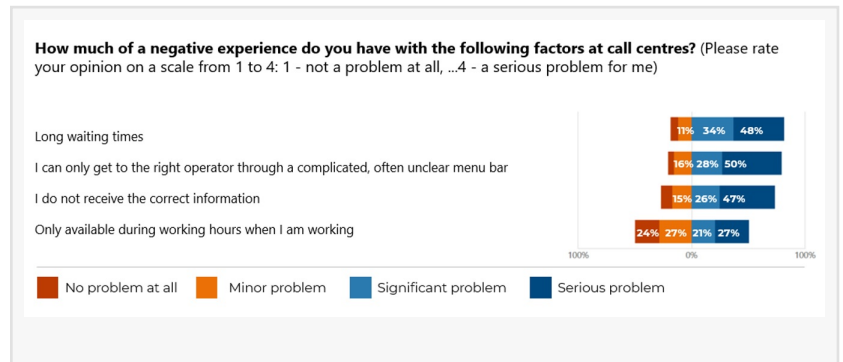 How much of a negative experience do you have with the following factors at call centres? (Please rate
your opinion on a scale from 1 to 4: 1 - not a problem at all, ...4 - a serious problem for me)
Long waiting times
11% 34% 48%
I can only get to the right operator through a complicated, often unclear menu bar
16% 28% 50%
I do not receive the correct information
15% 26% 47%
Only available during working hours when I am working
24% 27% 21% 27%
100% 0% 100%
No problem at all Minor problem Significant problem Serious problem